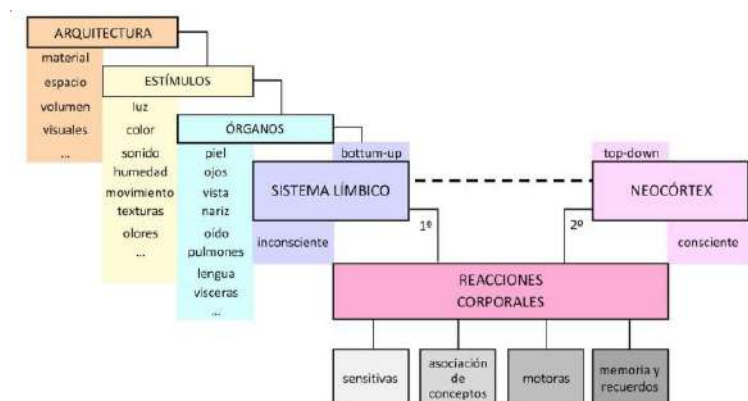 ARQUITECTURA
material
espacio
volumen
visuales
...
ESTÍMULOS
luz
color
sonido
humedad
movimiento
texturas
olores
...
ÓRGANOS
piel
ojos
vista
nariz
oído
pulmones
lengua
vísceras
...
bottum-up
SISTEMA LÍMBICO
inconsciente
top-down
NEOCÓRTEX
consciente
1º
2º
REACCIONES
CORPORALES
sensitivas
asociación
de
conceptos
motoras
memoria y
recuerdos